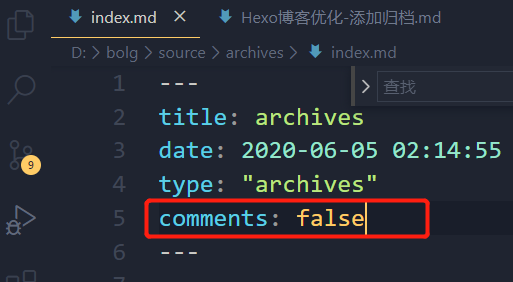 index.md × Hexo博客优化-添加归档.md
D: > bolg > source > archives > index.md
查找
1 ---
2 title: archives
3 date: 2020-06-05 02:14:55
4 type: "archives"
5 comments: false
6 ---
9